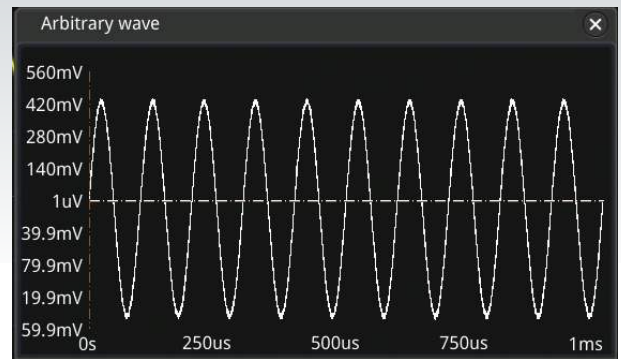 Arbitrary wave
560mV
420mV
280mV
140mV
1uV
39.9mV
79.9mV
19.9mV
59.9mV
0s 250us 500us 750us 1ms